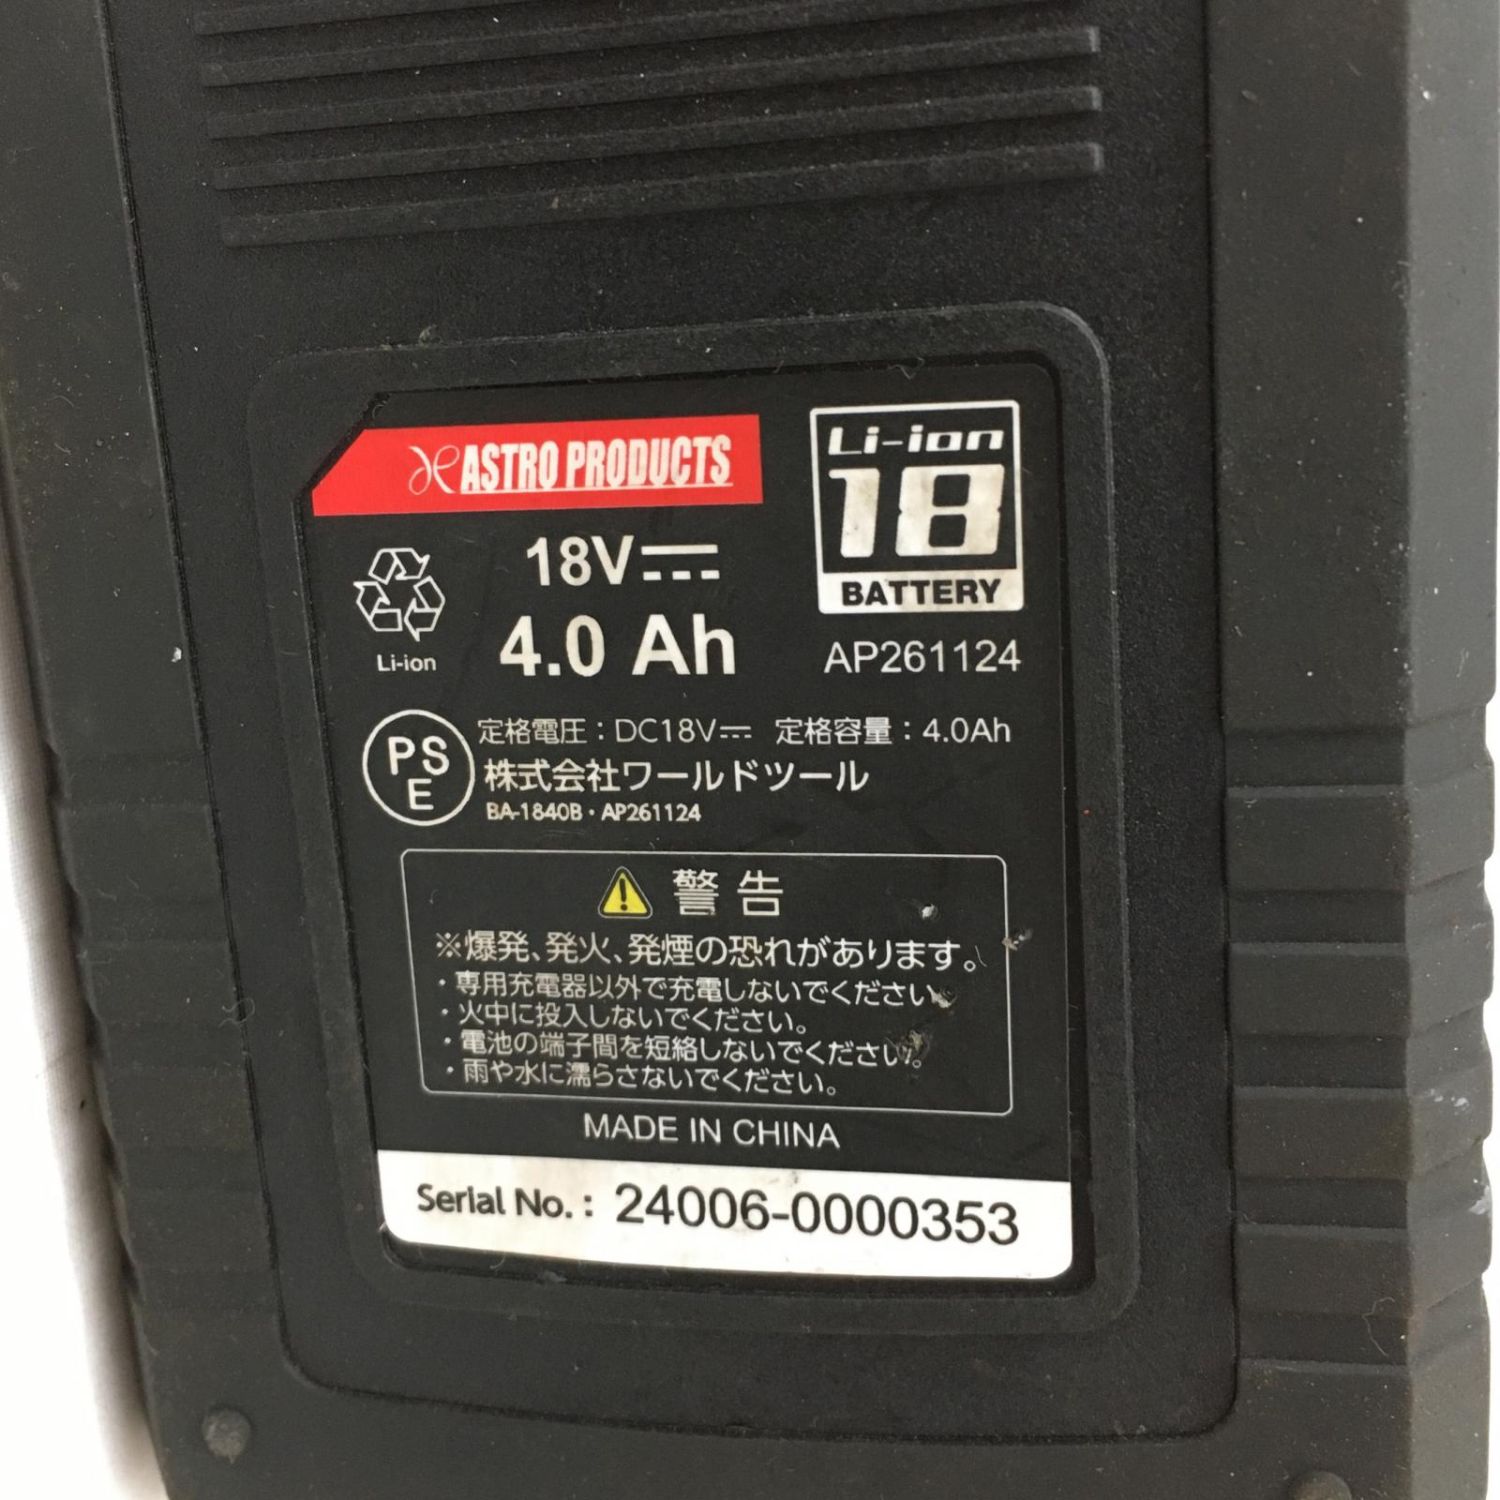 ASTRO PRODUCTS
Li-ion
18
BATTERY
18V
4.0 Ah
AP261124
Li-ion
PS
E
定格電圧：DC18V 定格容量：4.0Ah
株式会社ワールドツール
BA-1840B・AP261124
警告
※爆発、発火、発煙の恐れがあります。
・専用充電器以外で充電しないでください。
・火中に投入しないでください。
・電池の端子間を短絡しないでください。
・雨や水に濡らさないでください。
MADE IN CHINA
Serial No.：24006-0000353